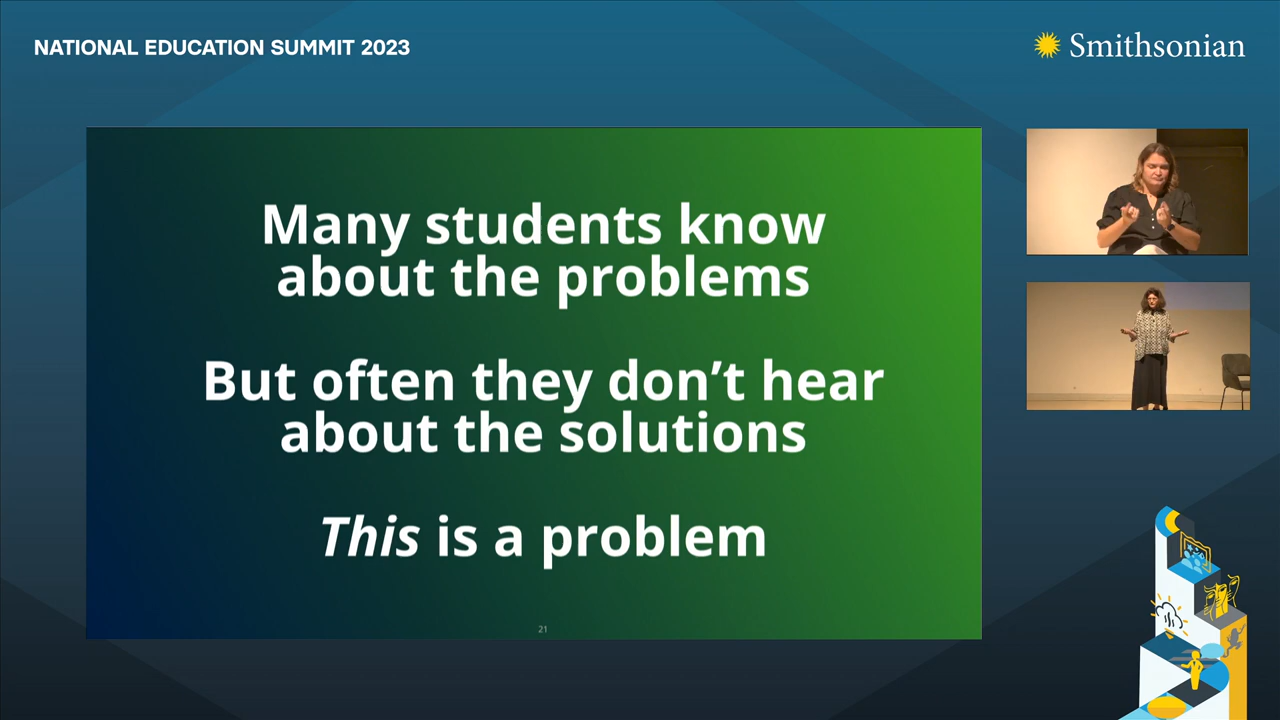 NATIONAL EDUCATION SUMMIT 2023
Smithsonian
Many students know
about the problems
But often they don’t hear
about the solutions
This is a problem
21